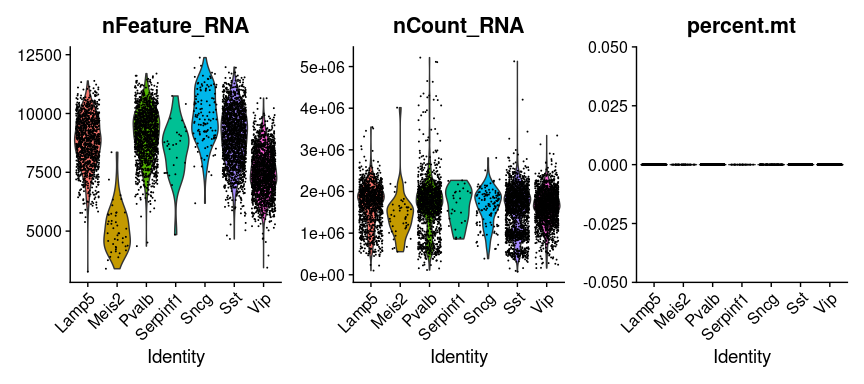 nFeature_RNA
12500
10000
7500
5000
Lamp5
Meis2
Pvalb
Serpinf1
Sncg
Sst
Vip
Identity
nCount_RNA
5e+06
4e+06
3e+06
2e+06
1e+06
0e+00
Lamp5
Meis2
Pvalb
Serpinf1
Sncg
Sst
Vip
Identity
percent.mt
0.050
0.025
0.000
-0.025
-0.050
Lamp5
Meis2
Pvalb
Serpinf1
Sncg
Sst
Vip
Identity